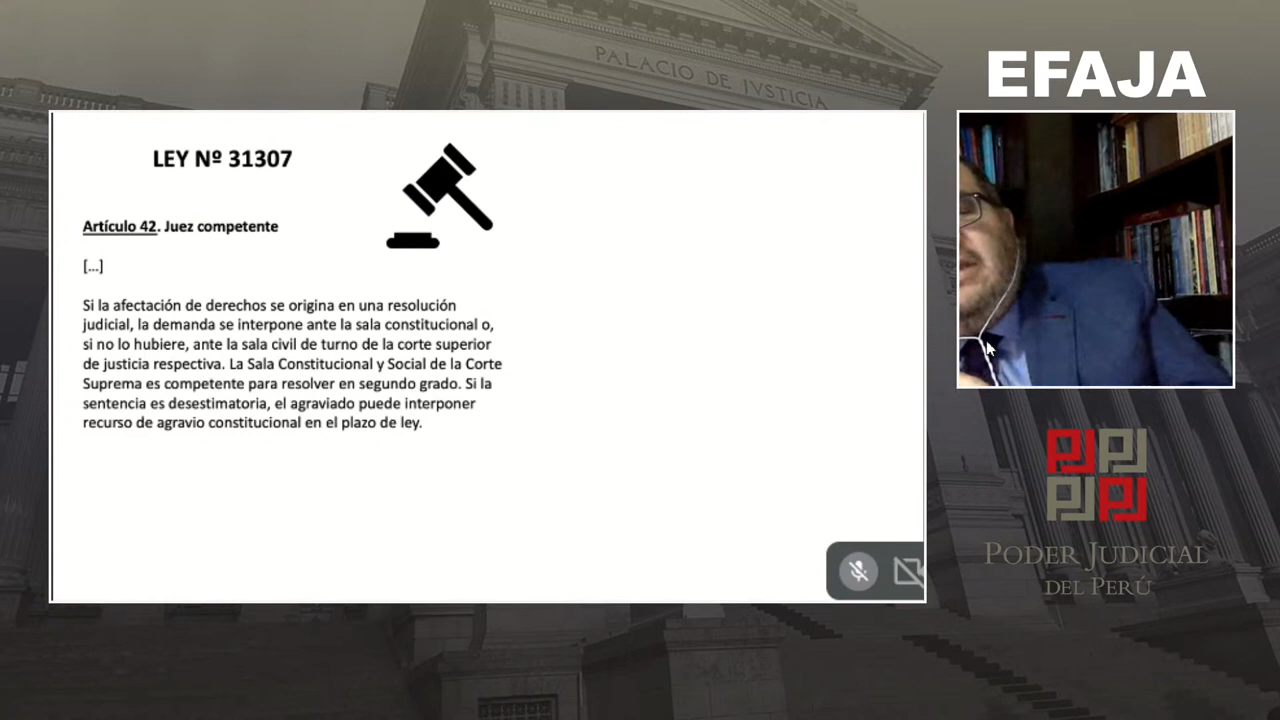 PALACIO DE JUSTICIA
EFAJA
LEY Nº 31307
Artículo 42. Juez competente
[...]
Si la afectación de derechos se origina en una resolución
judicial, la demanda se interpone ante la sala constitucional o,
si no lo hubiere, ante la sala civil de turno de la corte superior
de justicia respectiva. La Sala Constitucional y Social de la Corte
Suprema es competente para resolver en segundo grado. Si la
sentencia es desestimatoria, el agraviado puede interponer
recurso de agravio constitucional en el plazo de ley.
PJ PJ
PJ PJ
PODER JUDICIAL
DEL PERÚ